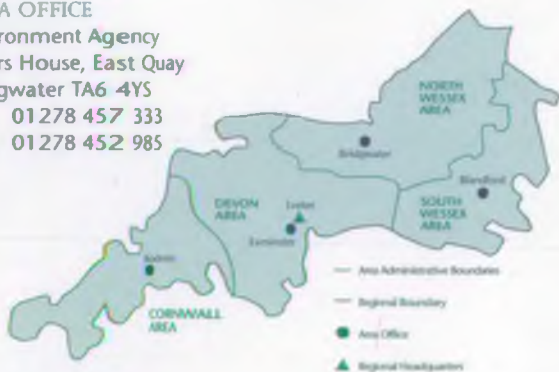 A OFFICE
ronment Agency
rs House, East Quay
gwater TA6 4YS
01278 457 333
01278 452 985
NORTH
WESSEX
AREA
Bridgwater
Blandford
SOUTH
WESSEX
AREA
DEVON
AREA
Exeter
Exminster
Bodmin
CORNWALL
AREA
Area Administrative Boundaries
Regional Boundary
Area Office
Regional Headquarters